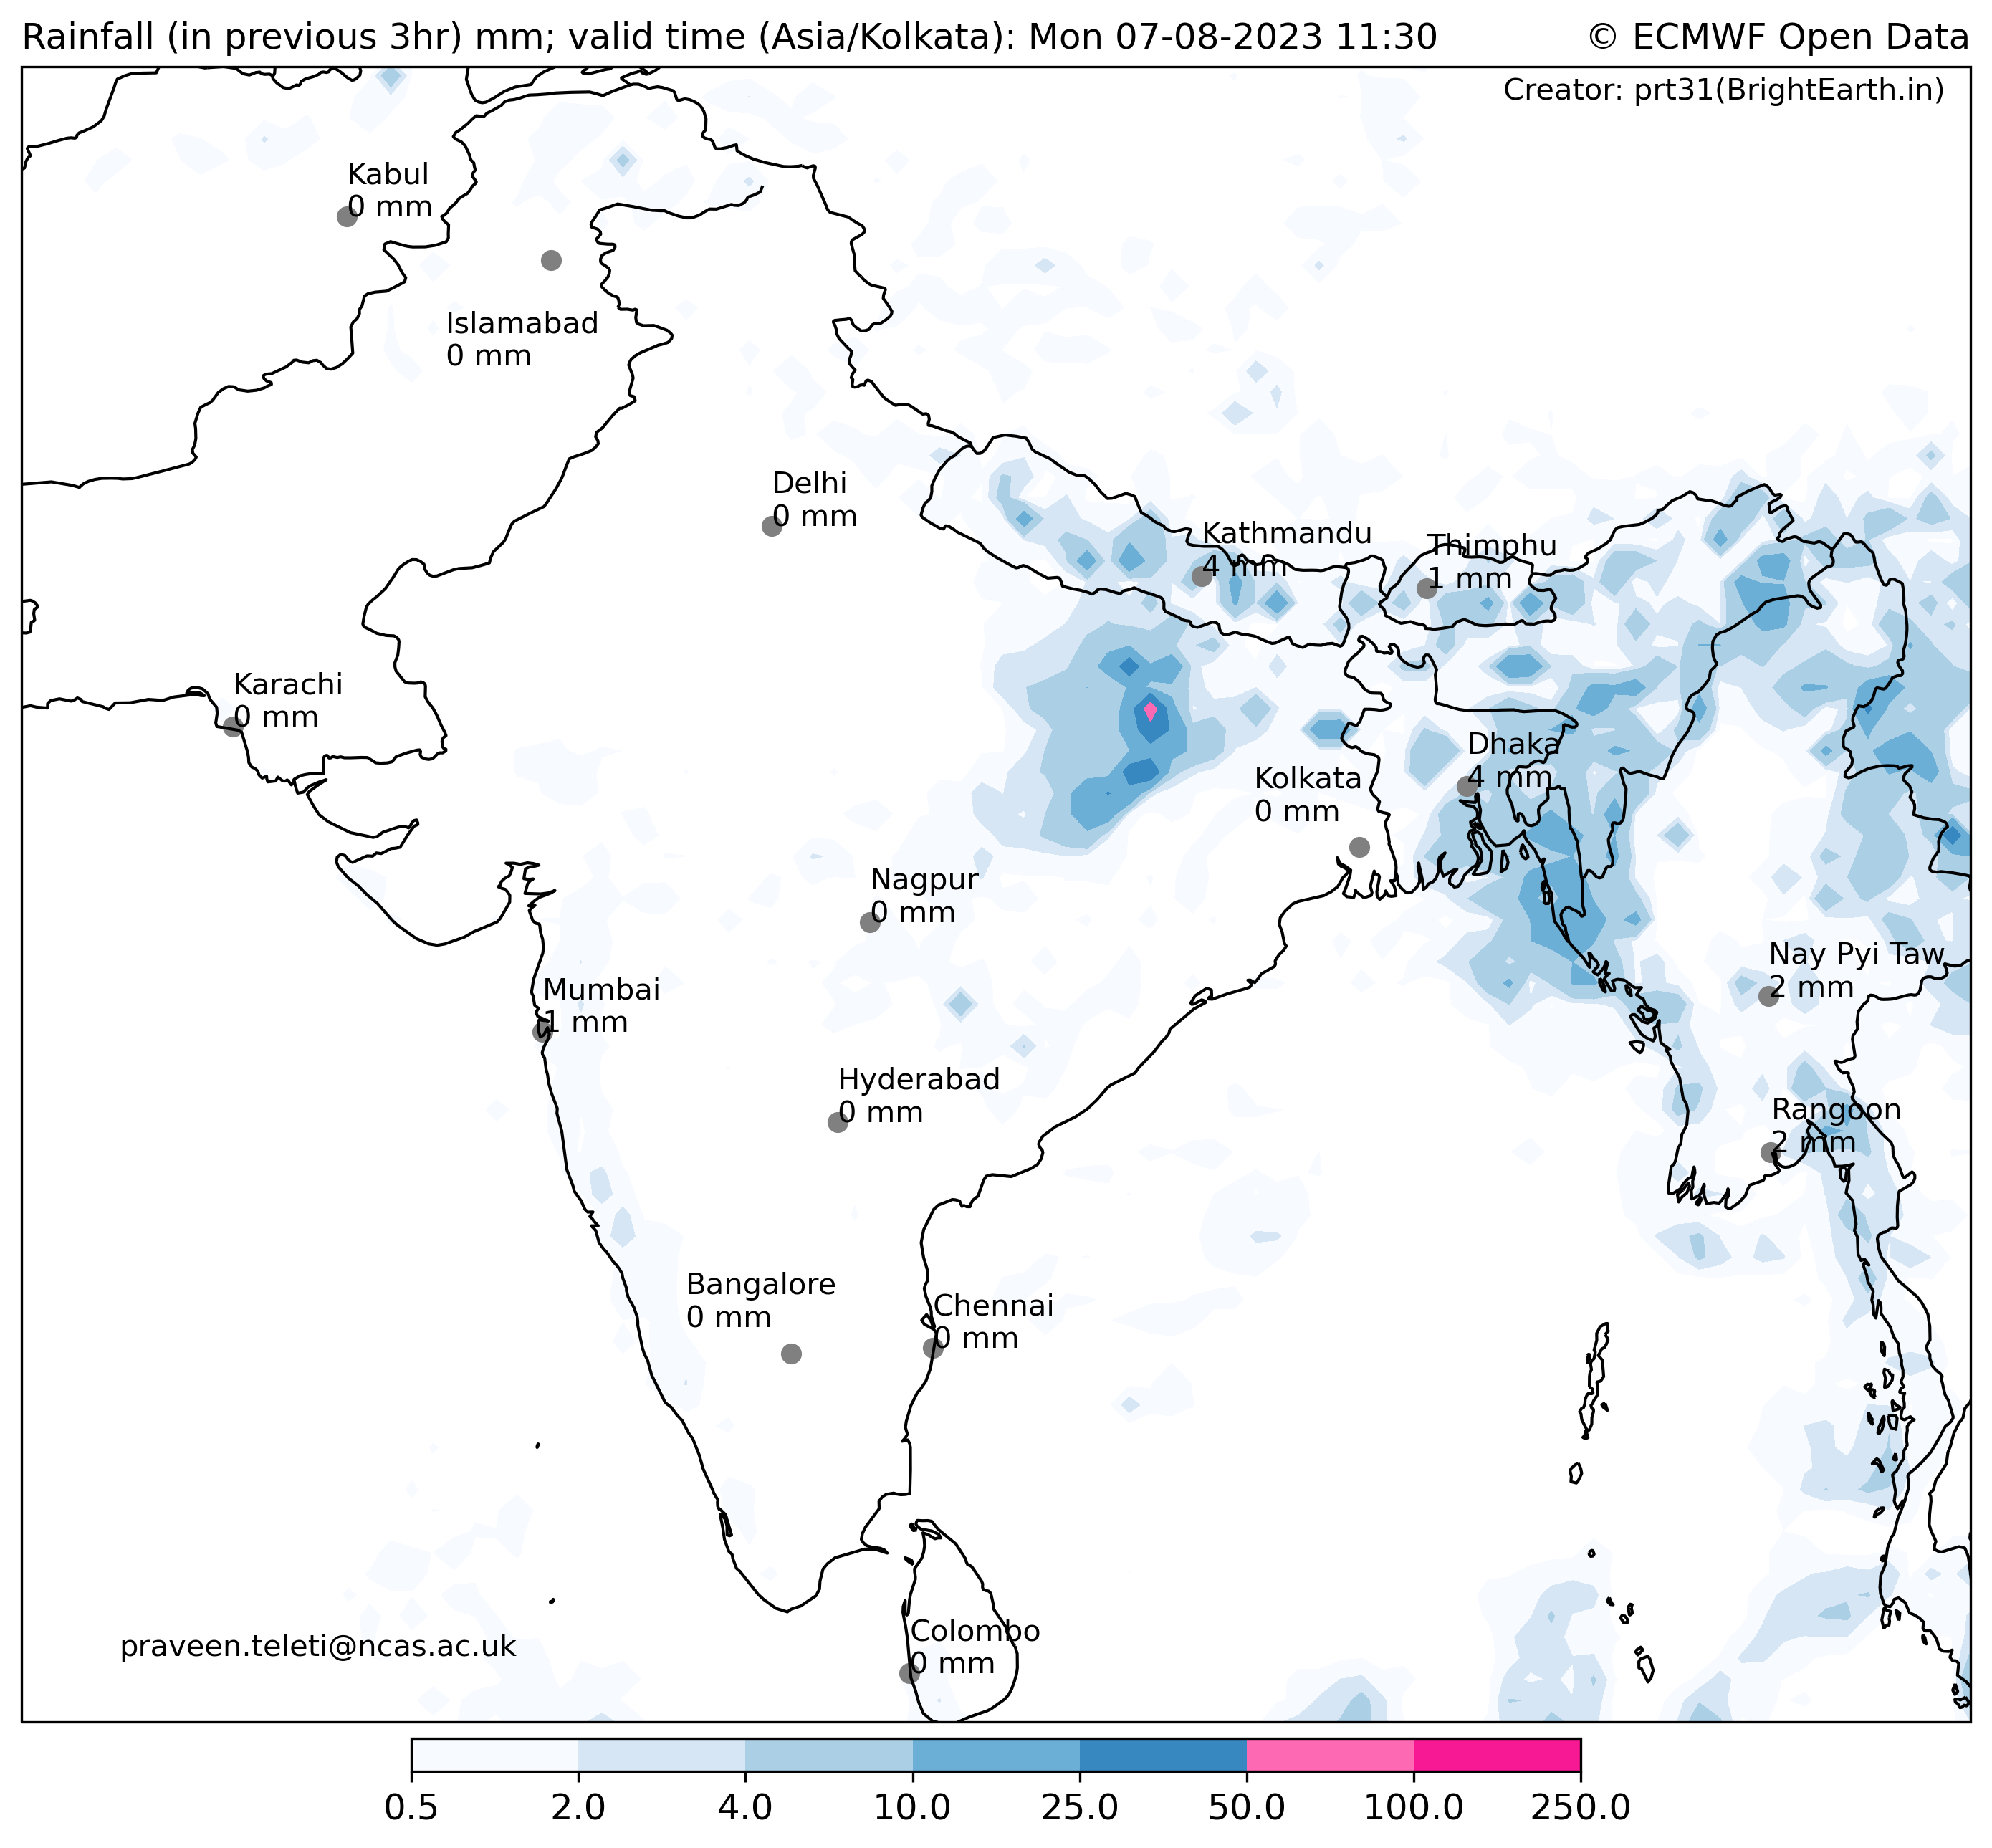 Rainfall (in previous 3hr) mm; valid time (Asia/Kolkata): Mon 07-08-2023 11:30
© ECMWF Open Data
Creator: prt31(BrightEarth.in)
Kabul
0 mm
Islamabad
0 mm
Delhi
0 mm
Kathmandu
4 mm
Thimphu
1 mm
Karachi
0 mm
Dhaka
4 mm
Kolkata
0 mm
Nagpur
0 mm
Nay Pyi Taw
2 mm
Mumbai
1 mm
Hyderabad
0 mm
Rangoon
2 mm
Bangalore
0 mm
Chennai
0 mm
Colombo
0 mm
praveen.teleti@ncas.ac.uk
0.5 2.0 4.0 10.0 25.0 50.0 100.0 250.0